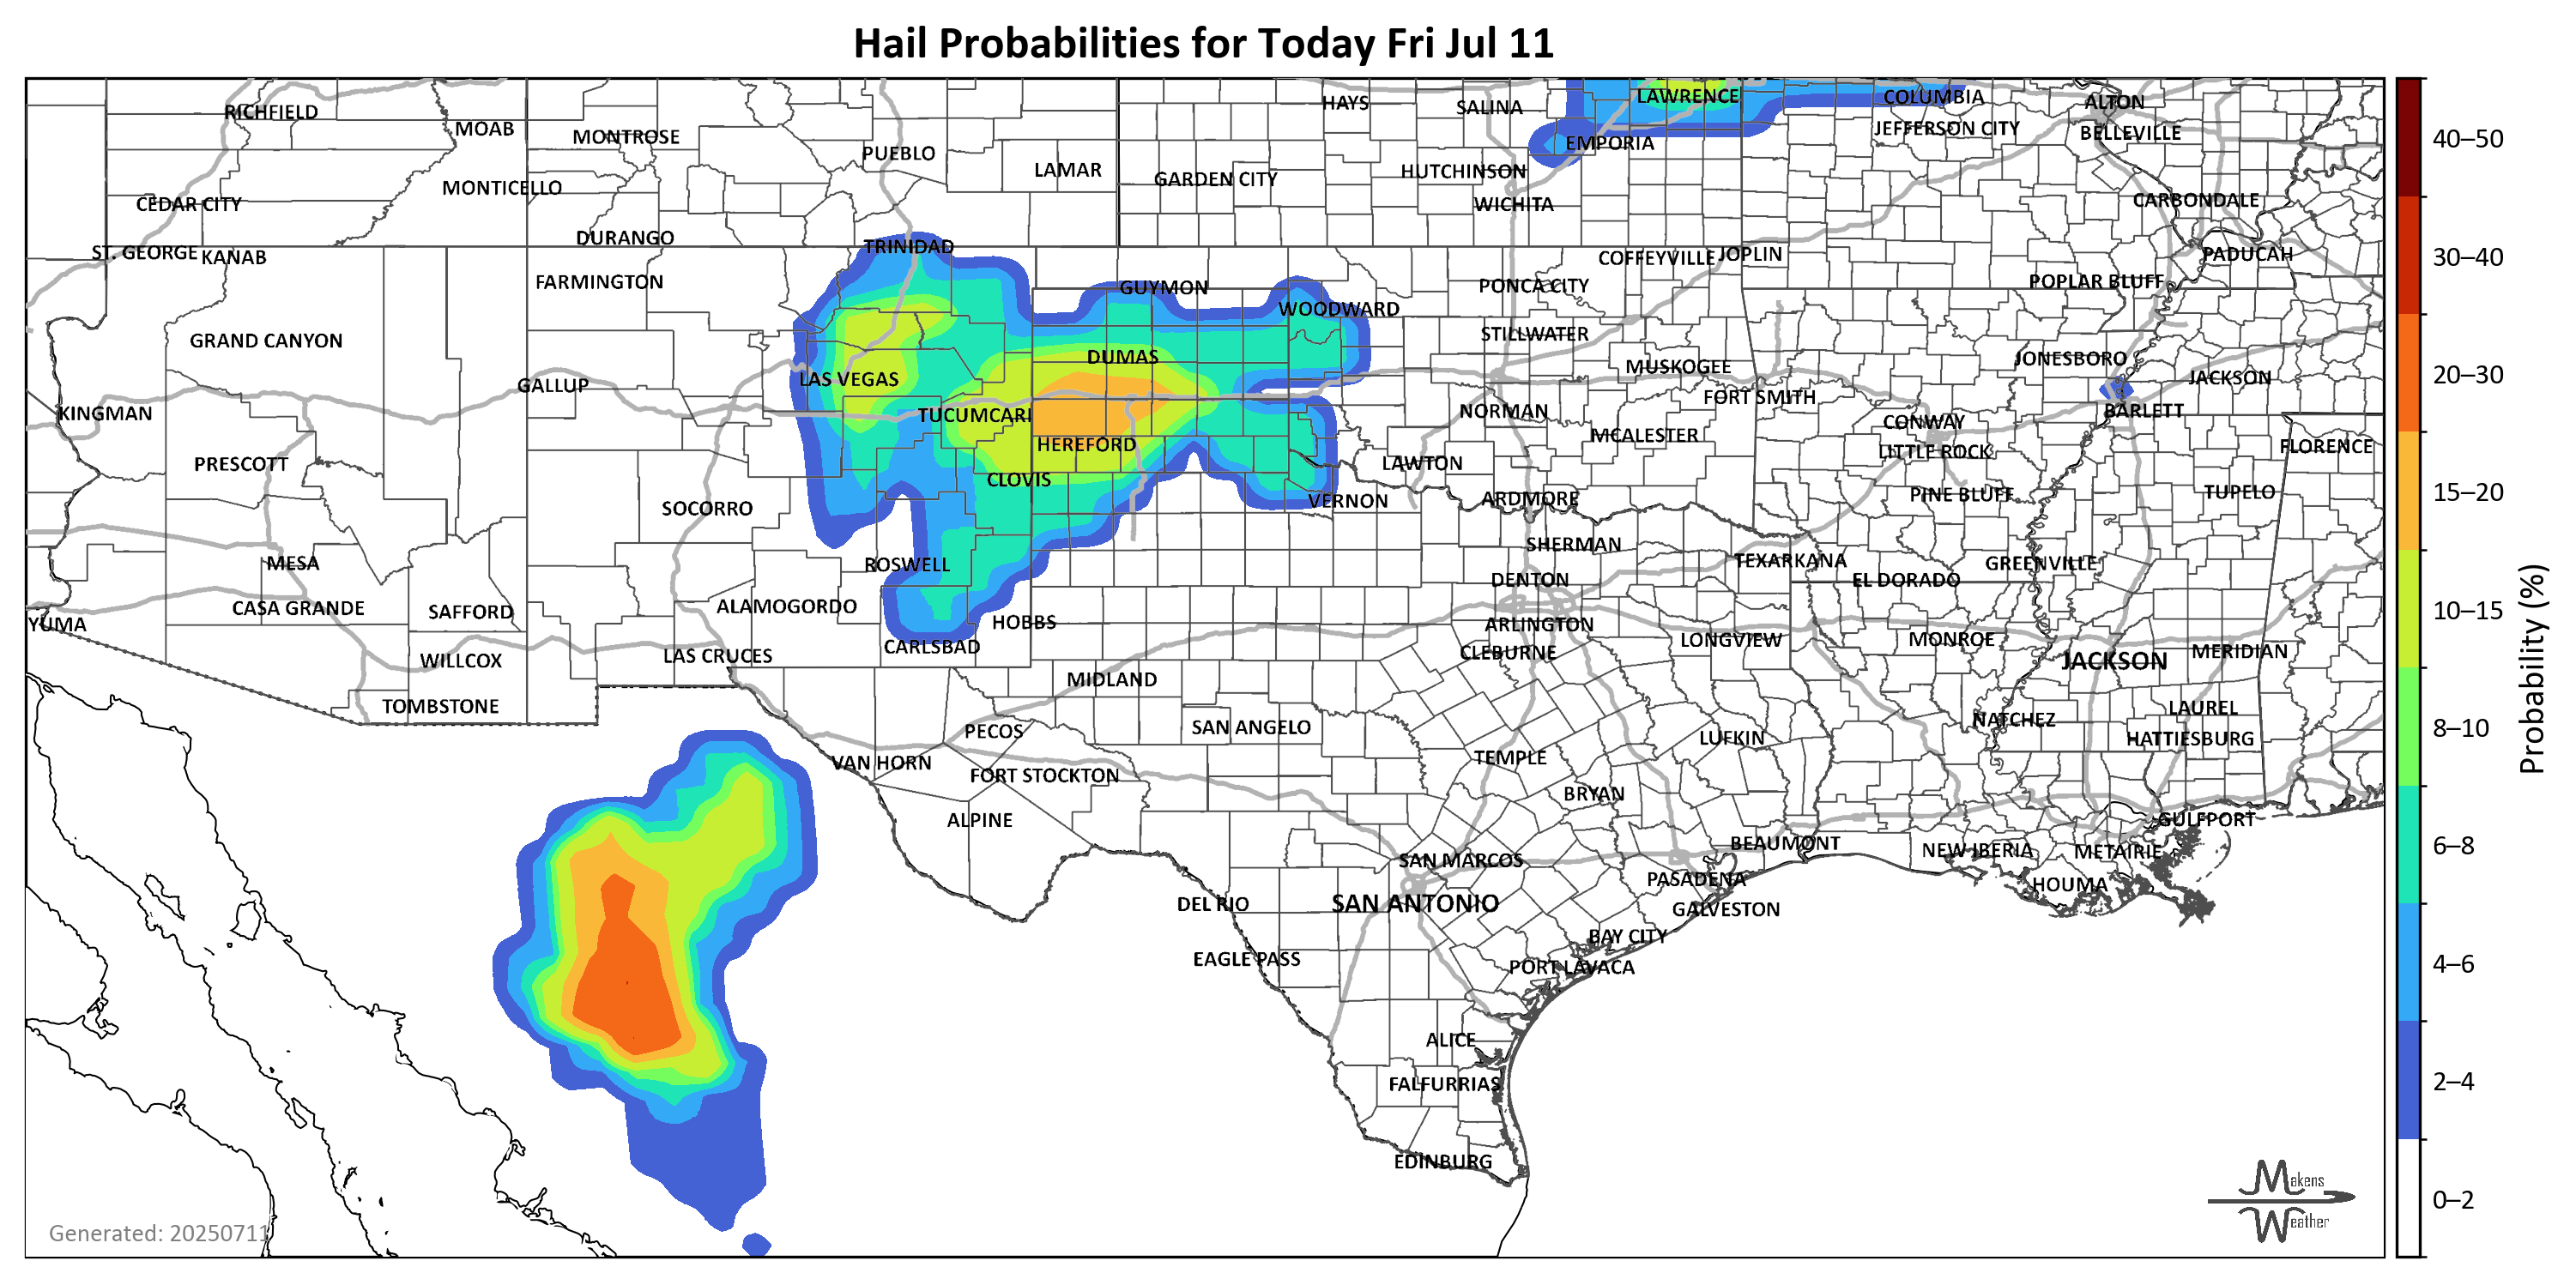 Hail Probabilities for Today Fri Jul 11
RICHFIELD
MOAB
MONTROSE
PUEBLO
LAMAR
HAYS
SALINA
LAWRENCE
COLUMBIA
ALTON
JEFFERSON CITY
BELLEVILLE
EMPORIA
GARDEN CITY
HUTCHINSON
MONTICELLO
CEDAR CITY
WICHITA
CARBONDALE
DURANGO
TRINIDAD
ST. GEORGE
KANAB
COFFEYVILLE
JOPLIN
PADUCAH
FARMINGTON
GUYMON
PONCA CITY
POPLAR BLUFF
WOODWARD
GRAND CANYON
STILLWATER
DUMAS
JONESBORO
MUSKOGEE
GALLUP
LAS VEGAS
JACKSON
FORT SMITH
KINGMAN
TUCUMCARI
NORMAN
BARLETT
CONWAY
HEREFORD
MCALESTER
LITTLE ROCK
FLORENCE
PRESCOTT
LAWTON
CLOVIS
SOCORRO
VERNON
ARDMORE
PINE BLUFF
TUPELO
MESA
ROSWELL
SHERMAN
TEXARKANA
GREENVILLE
DENTON
EL DORADO
CASA GRANDE
SAFFORD
ALAMOGORDO
YUMA
HOBBS
ARLINGTON
CARLSBAD
CLEBURNE
LONGVIEW
MONROE
WILLCOX
LAS CRUCES
JACKSON
MERIDIAN
MIDLAND
TOMBSTONE
PECOS
SAN ANGELO
NATCHEZ
LAUREL
LUFKIN
HATTIESBURG
VAN HORN
FORT STOCKTON
TEMPLE
BRYAN
ALPINE
GULFPORT
BEAUMONT
SAN MARCOS
NEW IBERIA
METAIRIE
PASADENA
HOUMA
DEL RIO
SAN ANTONIO
GALVESTON
BAY CITY
EAGLE PASS
PORT LAVACA
ALICE
FALFURRIAS
EDINBURG
Generated: 20250711
Makens
Weather
40–50
30–40
20–30
15–20
10–15
8–10
6–8
4–6
2–4
0–2
Probability (%)